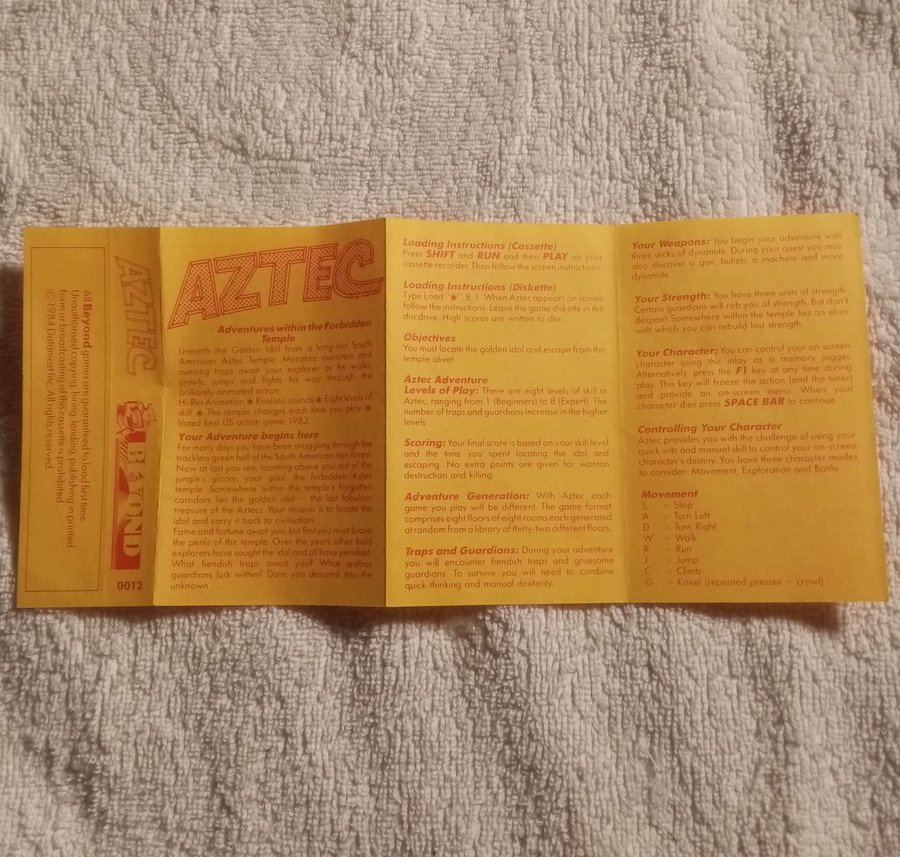 All Beyond games are guaranteed to load first time.
Unauthorised copying, hiring, lending, publishing in printed
form or broadcasting of this cassette is prohibited.
© 1984 Datamost Inc. All rights reserved.
AZTEC
BEYOND
0012
AZTEC
Adventures within the Forbidden
Temple
Unearth the Golden Idol from a long-lost South
American Aztec Temple. Macabre monsters and
cunning traps await your explorer as he walks,
crawls, jumps and fights his way through the
brilliantly-animated action.
Hi-Res Animation ✱ Realistic sounds ✱ Eight levels of
skill ✱ The temple changes each time you play ✱
Voted best US action game 1983.
Your Adventure begins here
For many days you have been struggling through the
trackless green hell of the South American rain forest.
Now at last you see, looming above you out of the
jungle's gloom, your goal, the forbidden Aztec
temple. Somewhere within the temple's forgotten
corridors lies the golden idol – the last fabulous
treasure of the Aztecs. Your mission is to locate the
idol and carry it back to civilisation.
Fame and fortune await you, but first you must brave
the perils of the temple. Over the years other bold
explorers have sought the idol and all have perished.
What fiendish traps await you? What jealous
guardians lurk within? Dare you descend into the
unknown
Loading Instructions (Cassette)
Press SHIFT and RUN and then PLAY on your
cassette recorder. Then follow the screen instructions.
Loading Instructions (Diskette)
Type Load "✱", 8, 1. When Aztec appears on screen
follow the instructions. Leave the game diskette in the
discdrive. High scores are written to disc.
Objectives
You must locate the golden idol and escape from the
temple alive!
Aztec Adventure
Levels of Play: There are eight levels of skill in
Aztec, ranging from 1 (Beginners) to 8 (Expert). The
number of traps and guardians increase in the higher
levels.
Scoring: Your final score is based on your skill level
and the time you spent locating the idol and
escaping. No extra points are given for wanton
destruction and killing.
Adventure Generation: With Aztec each
game you play will be different. The game format
comprises eight floors of eight rooms each generated
at random from a library of thirty-two different floors.
Traps and Guardians: During your adventure
you will encounter fiendish traps and gruesome
guardians. To survive you will need to combine
quick-thinking and manual dexterity.
Your Weapons: You begin your adventure with
three sticks of dynamite. During your quest you may
also discover a gun, bullets, a machete and more
dynamite.
Your Strength: You have three units of strength.
Certain guardians will rob you of strength. But don't
despair! Somewhere within the temple lies an elixir
with which you can rebuild lost strength.
Your Character: You can control your on-screen
character using this inlay as a memory jogger.
Alternatively, press the F1 key at any time during
play. This will freeze the action (and the timer)
and provide an on-screen menu. When your
character dies press SPACE BAR to continue.
Controlling Your Character
Aztec provides you with the challenge of using your
quick wits and manual skill to control your on-screen
character's destiny. You have three character modes
to consider: Movement, Exploration and Battle.
Movement
S = Stop
A = Turn Left
D = Turn Right
W = Walk
R = Run
J = Jump
C = Climb
G = Kneel (repeated presses = crawl)